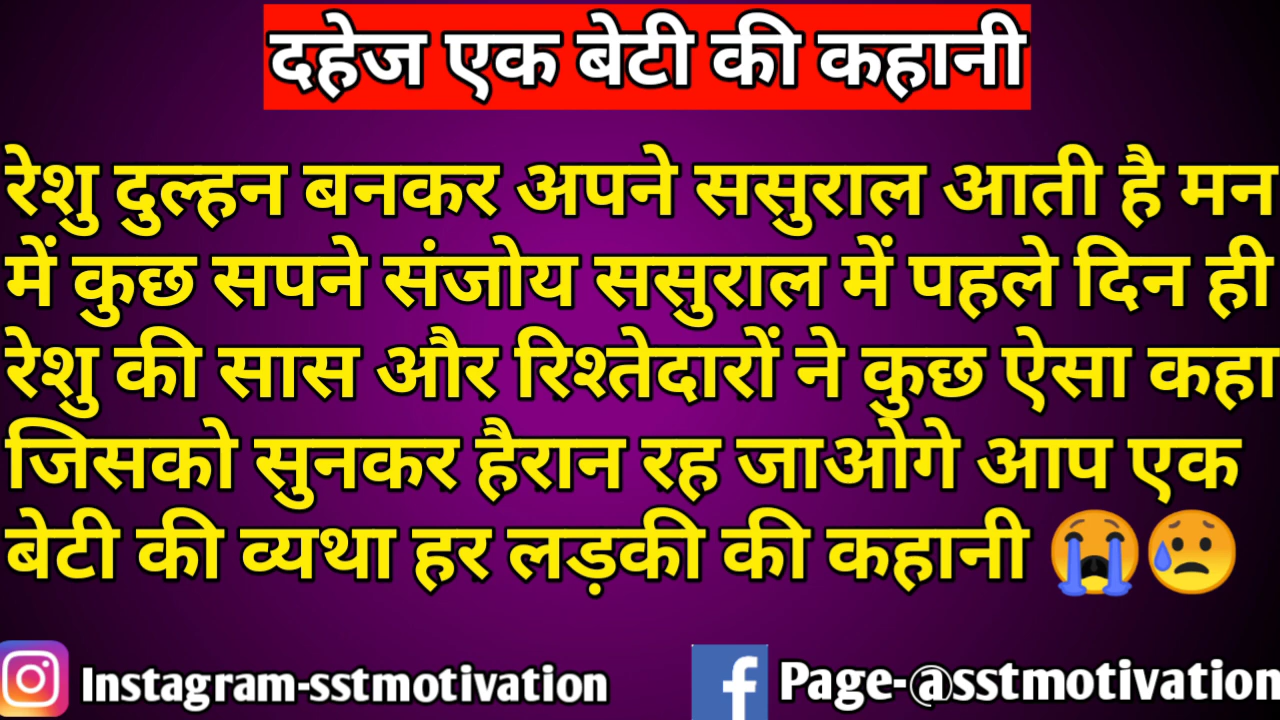 दहेज एक बेटी की कहानी
रेशु दुल्हन बनकर अपने ससुराल आती है मन
में कुछ सपने संजोय ससुराल में पहले दिन ही
रेशु की सास और रिश्तेदारों ने कुछ ऐसा कहा
जिसको सुनकर हैरान रह जाओगे आप एक
बेटी की व्यथा हर लड़की की कहानी 😭😥
Instagram-sstmotivation
Page-@sstmotivation